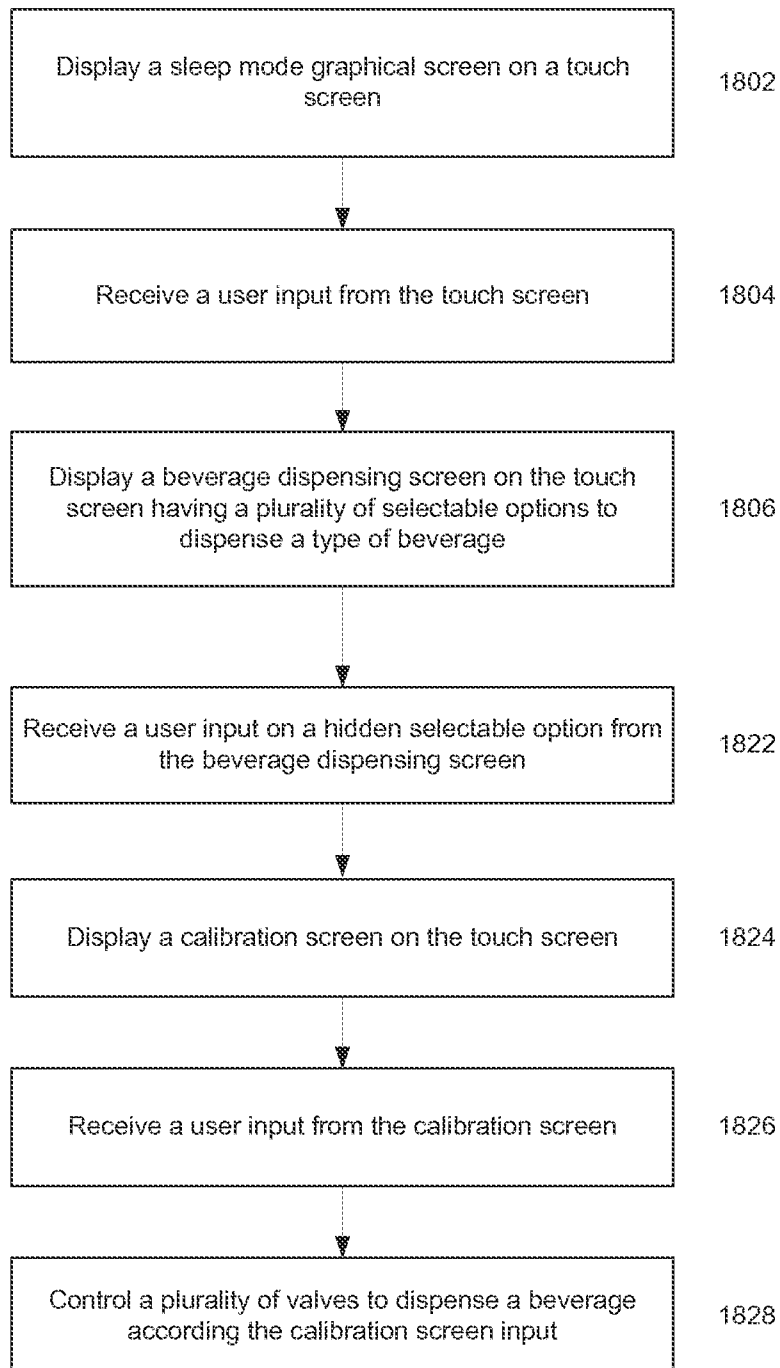 Display a sleep mode graphical screen on a touch
screen
1802
Receive a user input from the touch screen
1804
Display a beverage dispensing screen on the touch
screen having a plurality of selectable options to
dispense a type of beverage
1806
Receive a user input on a hidden selectable option from
the beverage dispensing screen
1822
Display a calibration screen on the touch screen
1824
Receive a user input from the calibration screen
1826
Control a plurality of valves to dispense a beverage
according the calibration screen input
1828